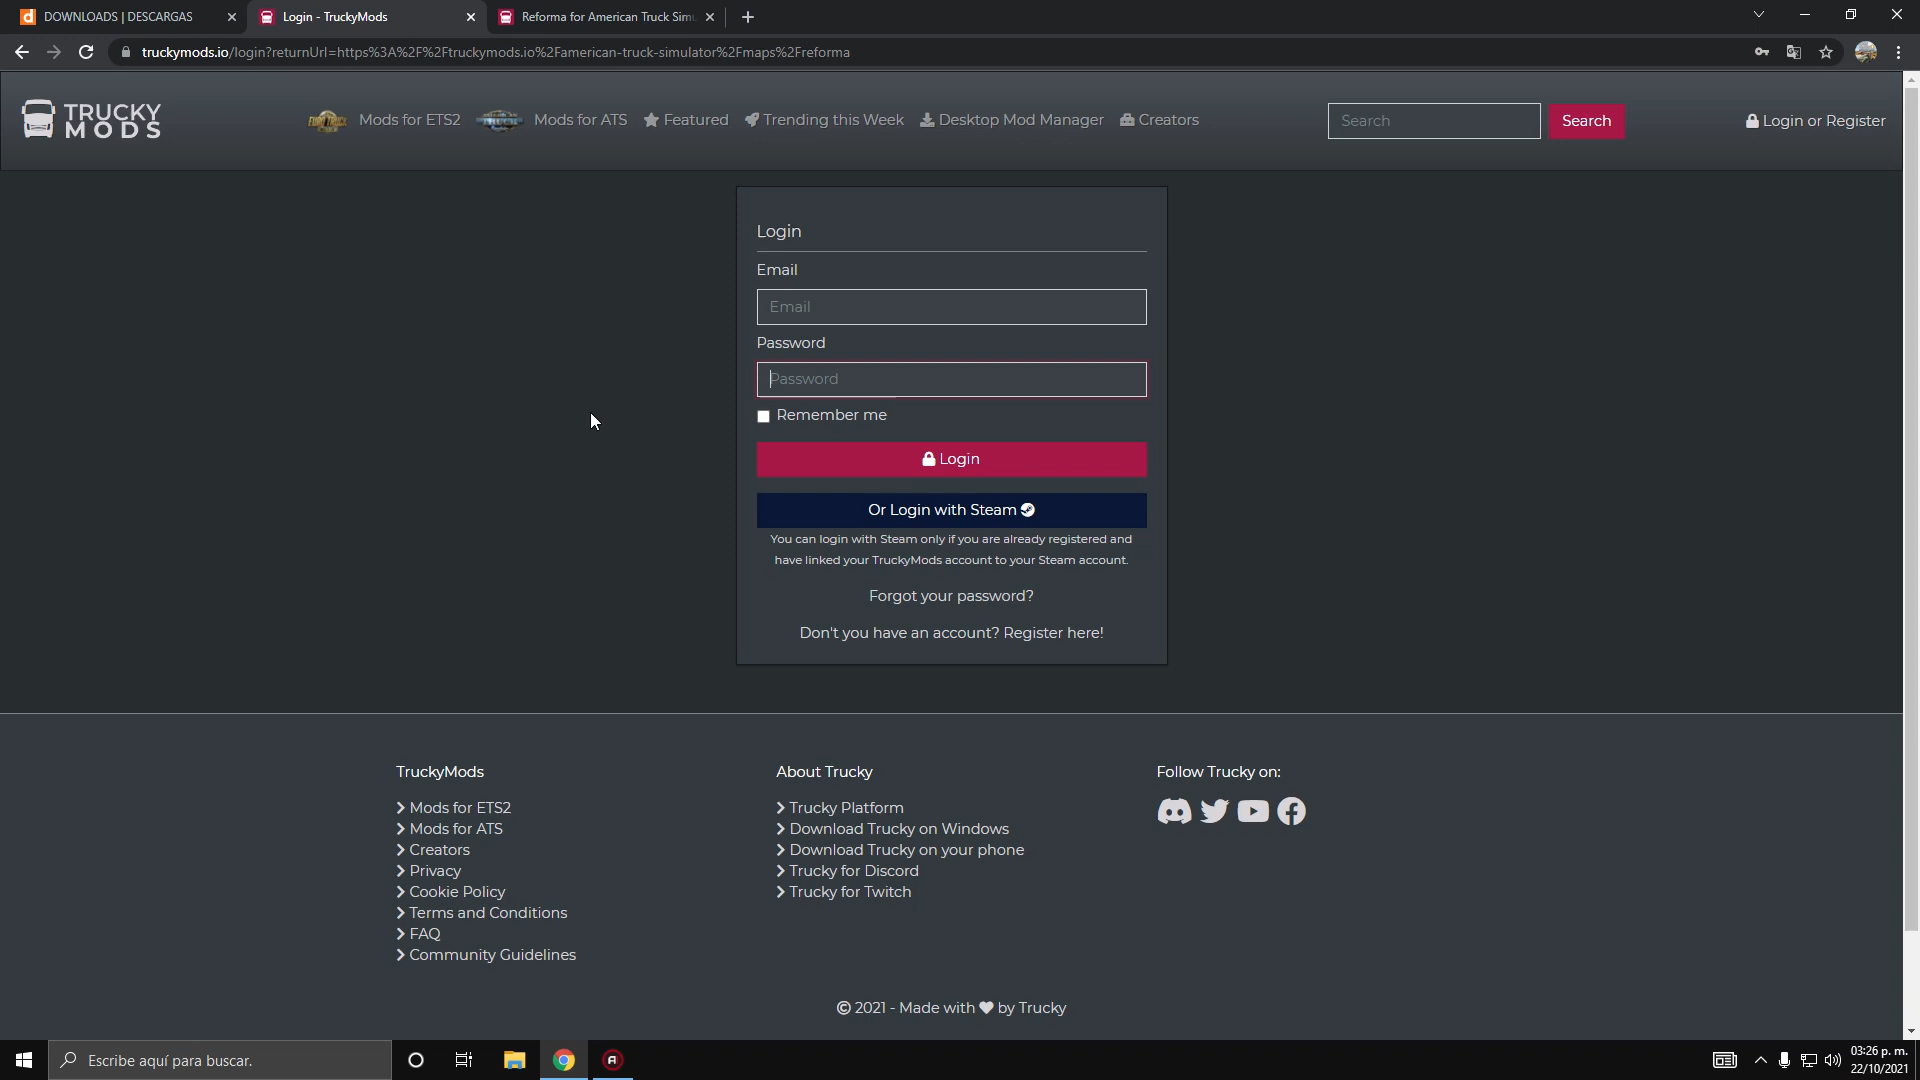 DOWNLOADS | DESCARGAS
Login - TruckyMods
Reforma for American Truck Sim
truckymods.io/login?returnUrl=https%3A%2F%2Ftruckymods.io%2Famerican-truck-simulator%2Fmaps%2Freforma
TRUCKY
MODS
Mods for ETS2
Mods for ATS
Featured
Trending this Week
Desktop Mod Manager
Creators
Search
Search
Login or Register
Login
Email
Email
Password
Password
Remember me
Login
Or Login with Steam
You can login with Steam only if you are already registered and
have linked your TruckyMods account to your Steam account.
Forgot your password?
Don't you have an account? Register here!
TruckyMods
Mods for ETS2
Mods for ATS
Creators
Privacy
Cookie Policy
Terms and Conditions
FAQ
Community Guidelines
About Trucky
Trucky Platform
Download Trucky on Windows
Download Trucky on your phone
Trucky for Discord
Trucky for Twitch
Follow Trucky on:
© 2021 - Made with ♥ by Trucky
Escribe aquí para buscar.
03:26 p. m.
22/10/2021